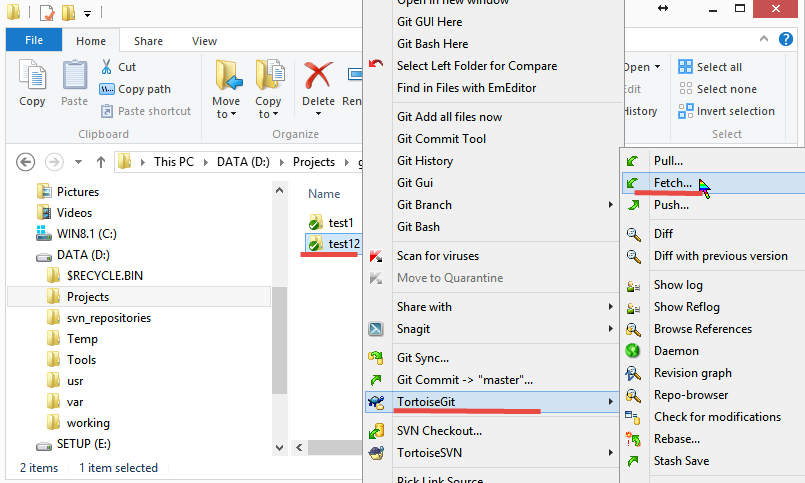 File
Home
Share
View
Copy
Paste
Cut
Copy path
Paste shortcut
Clipboard
Move to
Copy to
Delete
Organize
Select all
Select none
Invert selection
Select
This PC
DATA (D:)
Projects
Pictures
Videos
WIN8.1 (C:)
DATA (D:)
$RECYCLE.BIN
Projects
svn_repositories
Temp
Tools
usr
var
working
SETUP (E:)
Name
test1
test12
2 items
1 item selected
Open in new window
Git GUI Here
Git Bash Here
Select Left Folder for Compare
Find in Files with EmEditor
Git Add all files now
Git Commit Tool
Git History
Git Gui
Git Branch
Git Bash
Scan for viruses
Move to Quarantine
Share with
Snagit
Git Sync...
Git Commit -> "master"...
TortoiseGit
SVN Checkout...
TortoiseSVN
Pick Link Source
Pull...
Fetch...
Push...
Diff
Diff with previous version
Show log
Show Reflog
Browse References
Daemon
Revision graph
Repo-browser
Check for modifications
Rebase...
Stash Save